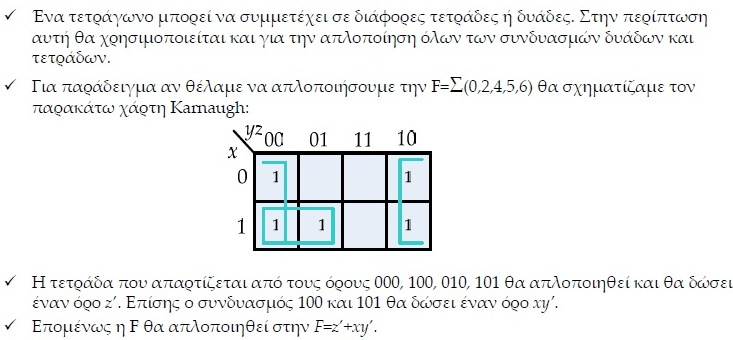 ✓ Ένα τετράγωνο μπορεί να συμμετέχει σε διάφορες τετράδες ή δυάδες. Στην περίπτωση
αυτή θα χρησιμοποιείται και για την απλοποίηση όλων των συνδυασμών δυάδων και
τετράδων.
✓ Για παράδειγμα αν θέλαμε να απλοποιήσουμε την F=Σ(0,2,4,5,6) θα σχηματίζαμε τον
παρακάτω χάρτη Karnaugh:
yz 00 01 11 10
x
0 1 1
1 1 1 1
✓ Η τετράδα που απαρτίζεται από τους όρους 000, 100, 010, 101 θα απλοποιηθεί και θα δώσει
έναν όρο z’. Επίσης ο συνδυασμός 100 και 101 θα δώσει έναν όρο xy’.
✓ Επομένως η F θα απλοποιηθεί στην F=z’+xy’.